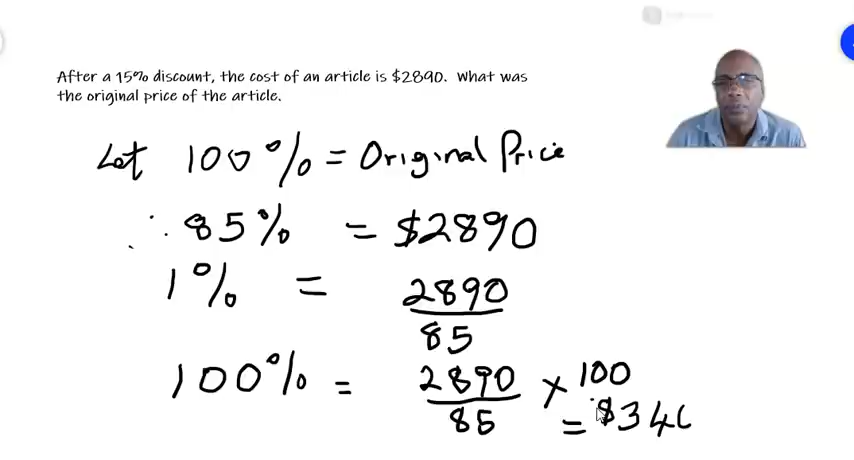 After a 15% discount, the cost of an article is $2890. What was
the original price of the article.
Let 100% = Original Price
∴ 85% = $2890
1% = 2890
85
100% = 2890 × 100
85
= $340